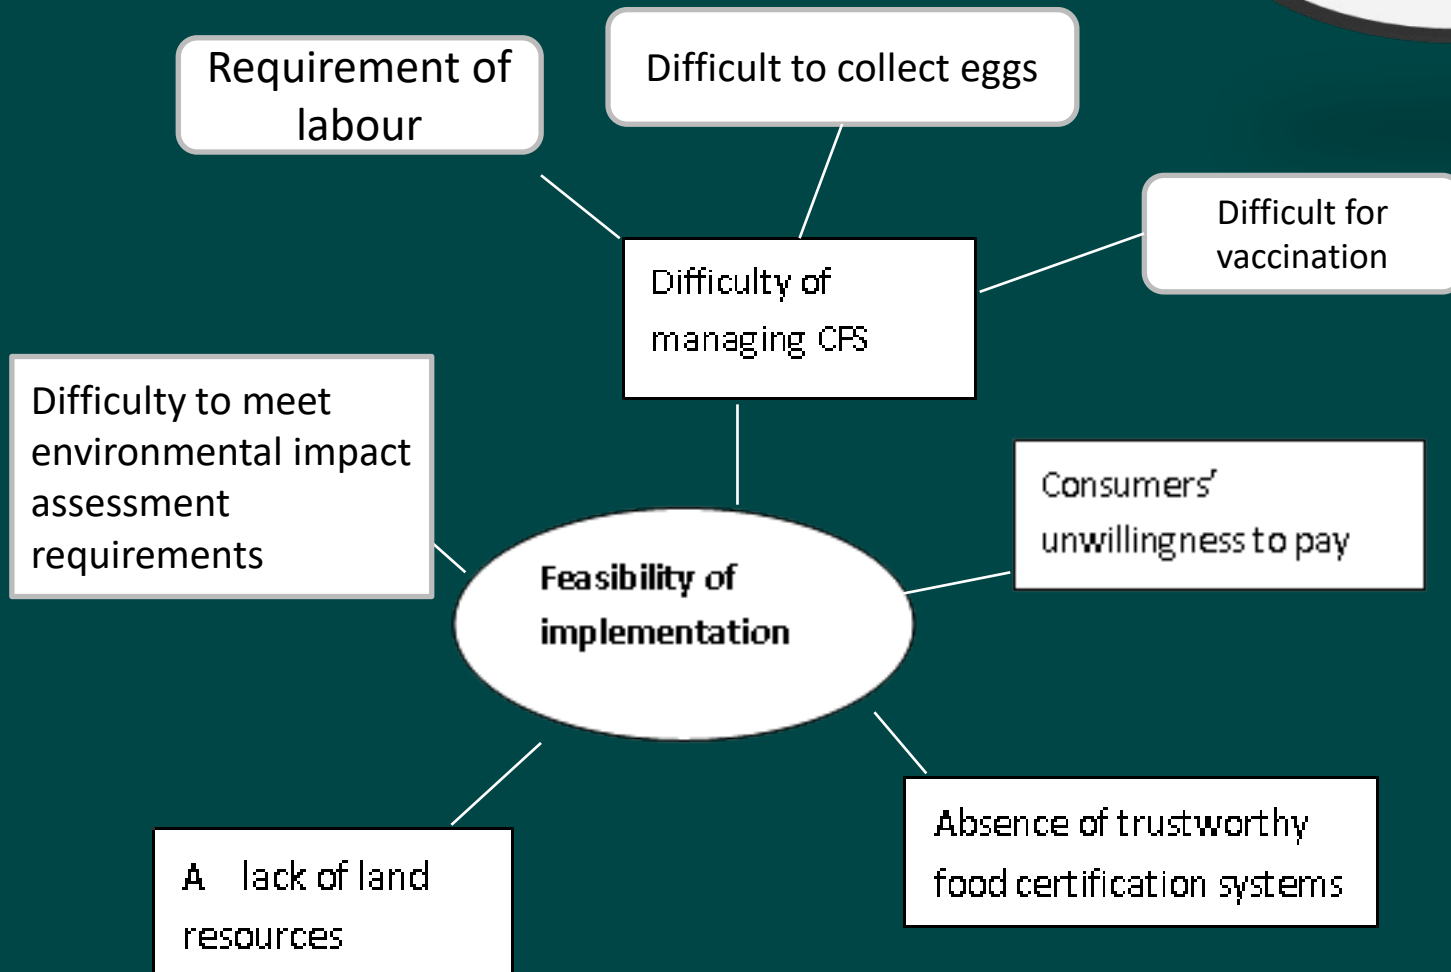 Requirement of
labour
Difficult to collect eggs
Difficult for
vaccination
Difficulty of
managing CFS
Difficulty to meet
environmental impact
assessment
requirements
Consumers’
unwillingness to pay
Feasibility of
implementation
Absence of trustworthy
food certification systems
A lack of land
resources